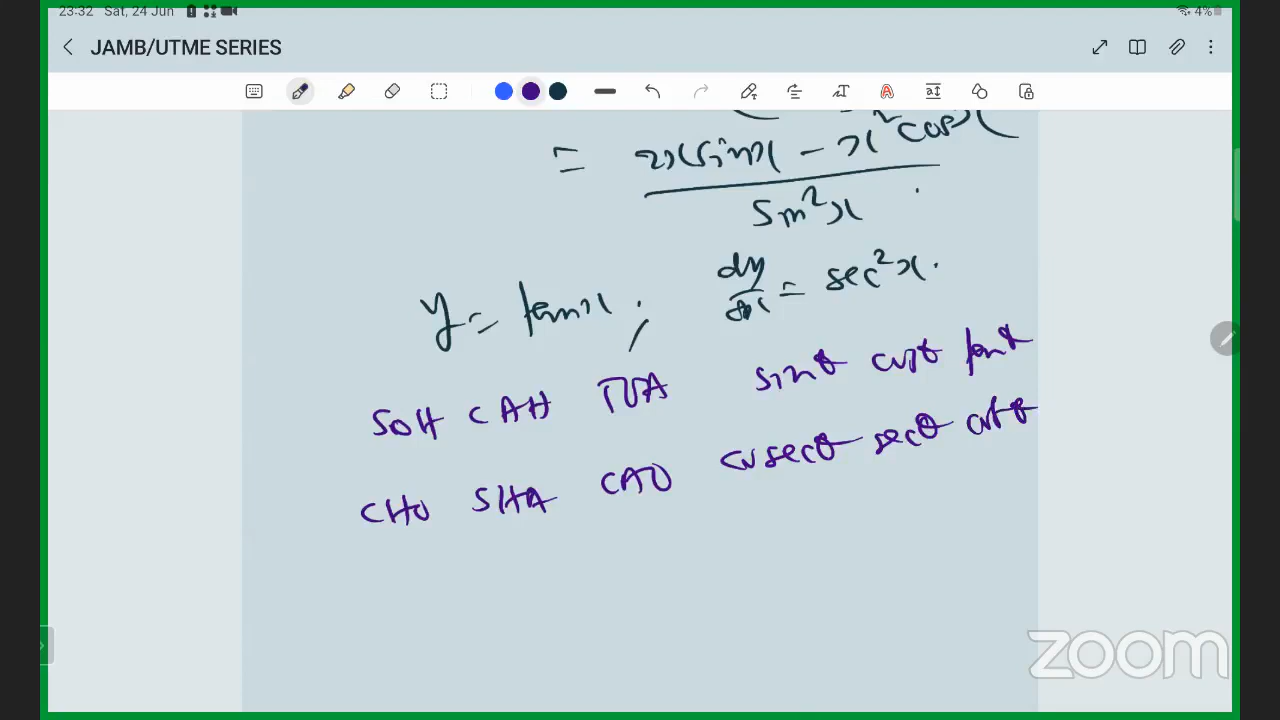 23:32 Sat, 24 Jun 4%
JAMB/UTME SERIES
= 2xsinx - x²cosx
sin²x
y = tanx ; dy/dx = sec²x.
SOH CAH TOA sinθ cosθ tanθ
CHO SHA CAO cosecθ secθ cotθ
zoom